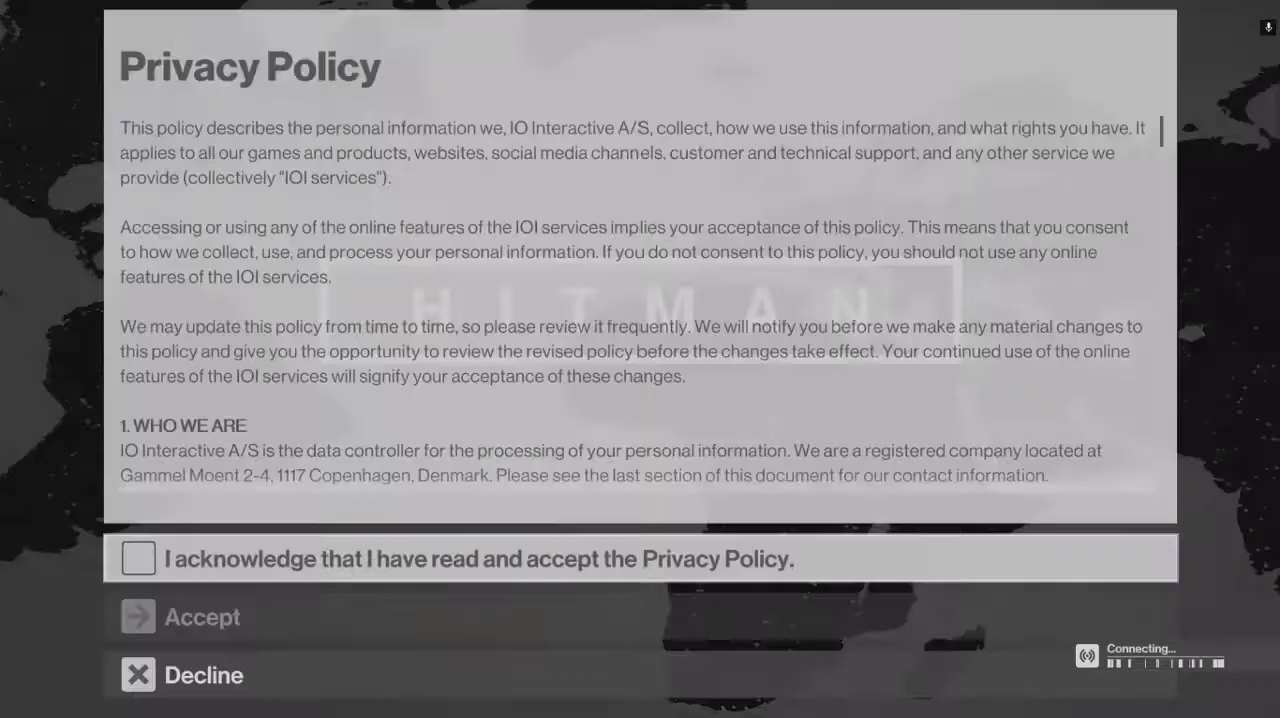 Privacy Policy
This policy describes the personal information we, IO Interactive A/S, collect, how we use this information, and what rights you have. It
applies to all our games and products, websites, social media channels, customer and technical support, and any other service we
provide (collectively "IOI services").
Accessing or using any of the online features of the IOI services implies your acceptance of this policy. This means that you consent
to how we collect, use, and process your personal information. If you do not consent to this policy, you should not use any online
features of the IOI services.
HITMAN
We may update this policy from time to time, so please review it frequently. We will notify you before we make any material changes to
this policy and give you the opportunity to review the revised policy before the changes take effect. Your continued use of the online
features of the IOI services will signify your acceptance of these changes.
1. WHO WE ARE
IO Interactive A/S is the data controller for the processing of your personal information. We are a registered company located at
Gammel Moent 2-4, 1117 Copenhagen, Denmark. Please see the last section of this document for our contact information.
I acknowledge that I have read and accept the Privacy Policy.
Accept
Decline
Connecting...